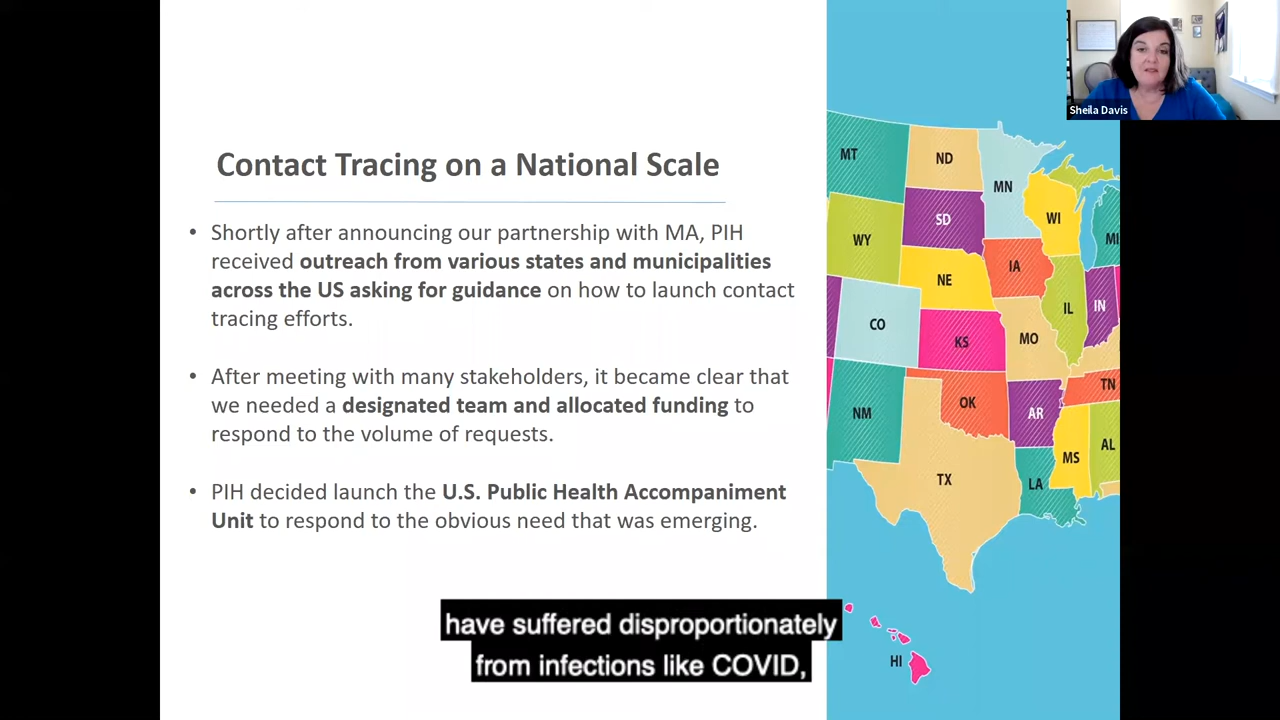 Sheila Davis
Contact Tracing on a National Scale
• Shortly after announcing our partnership with MA, PIH
received outreach from various states and municipalities
across the US asking for guidance on how to launch contact
tracing efforts.
• After meeting with many stakeholders, it became clear that
we needed a designated team and allocated funding to
respond to the volume of requests.
• PIH decided launch the U.S. Public Health Accompaniment
Unit to respond to the obvious need that was emerging.
MT
ND
MN
SD
WI
MI
WY
IA
NE
IL
IN
CO
KS
MO
NM
OK
AR
TN
TX
MS
AL
LA
HI
have suffered disproportionately
from infections like COVID,